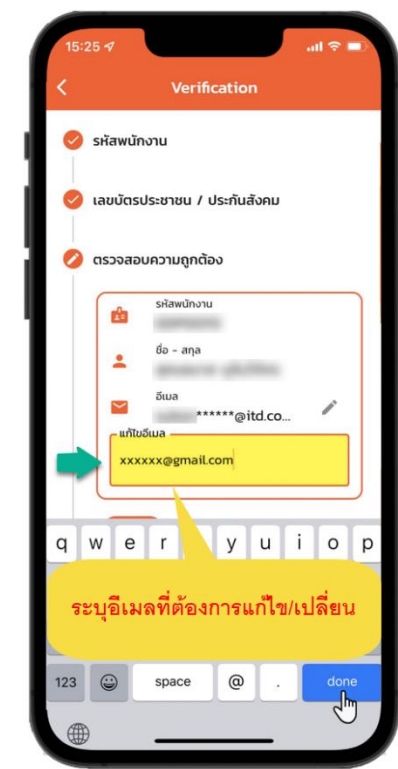 15:25
Verification
รหัสพนักงาน
เลขบัตรประชาชน / ประกันสังคม
ตรวจสอบความถูกต้อง
รหัสพนักงาน
ชื่อ - สกุล
อีเมล
******@itd.co...
แก้ไขอีเมล
xxxxxx@gmail.com
q w e r y u i o p
ระบุอีเมลที่ต้องการแก้ไข/เปลี่ยน
123 space @ . done